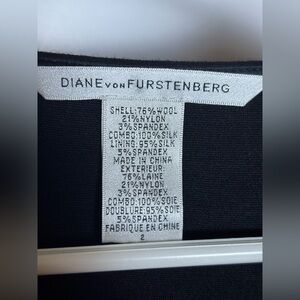 DIANE VON FURSTENBERG
SHELL:76%WOOL
21%NYLON
3%SPANDEX
COMBO:100%SILK
LINING:95%SILK
5%SPANDEX
MADE IN CHINA
EXTERIEUR:
76%LAINE
21%NYLON
3%SPANDEX
COMBO:100%SOIE
DOUBLURE:95%SOIE
5%SPANDEX
FABRIQUE EN CHINE
2